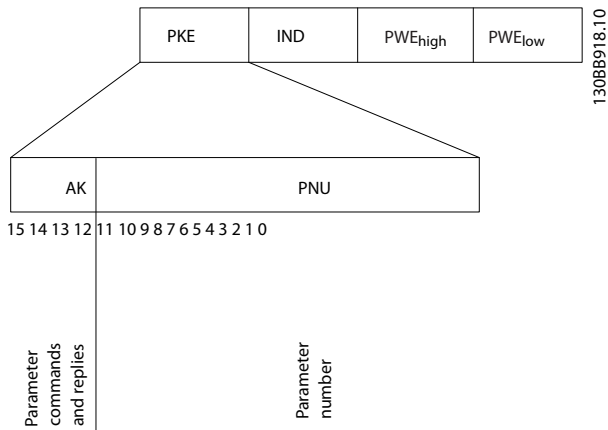 PKE IND PWEhigh PWElow
130BB918.10
AK PNU
15 14 13 12 11 10 9 8 7 6 5 4 3 2 1 0
Parameter
commands
and replies
Parameter
number